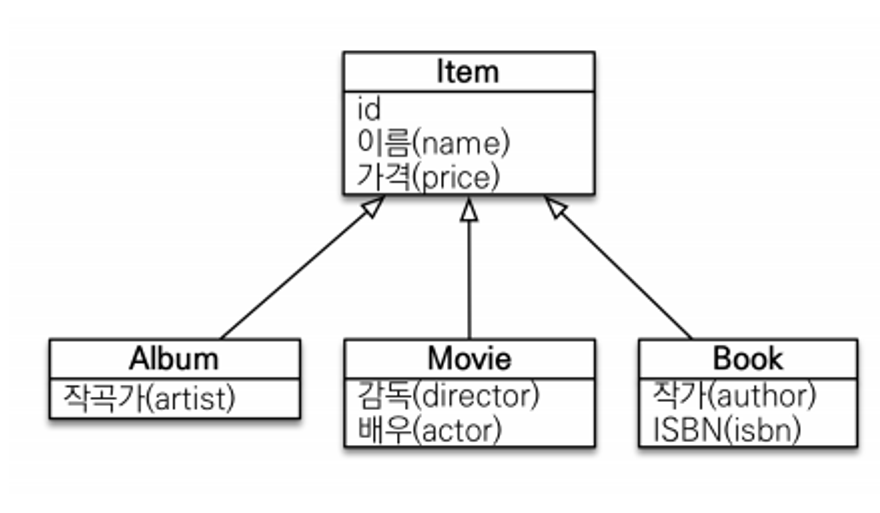 Item
id
이름(name)
가격(price)
Album
작곡가(artist)
Movie
감독(director)
배우(actor)
Book
작가(author)
ISBN(isbn)